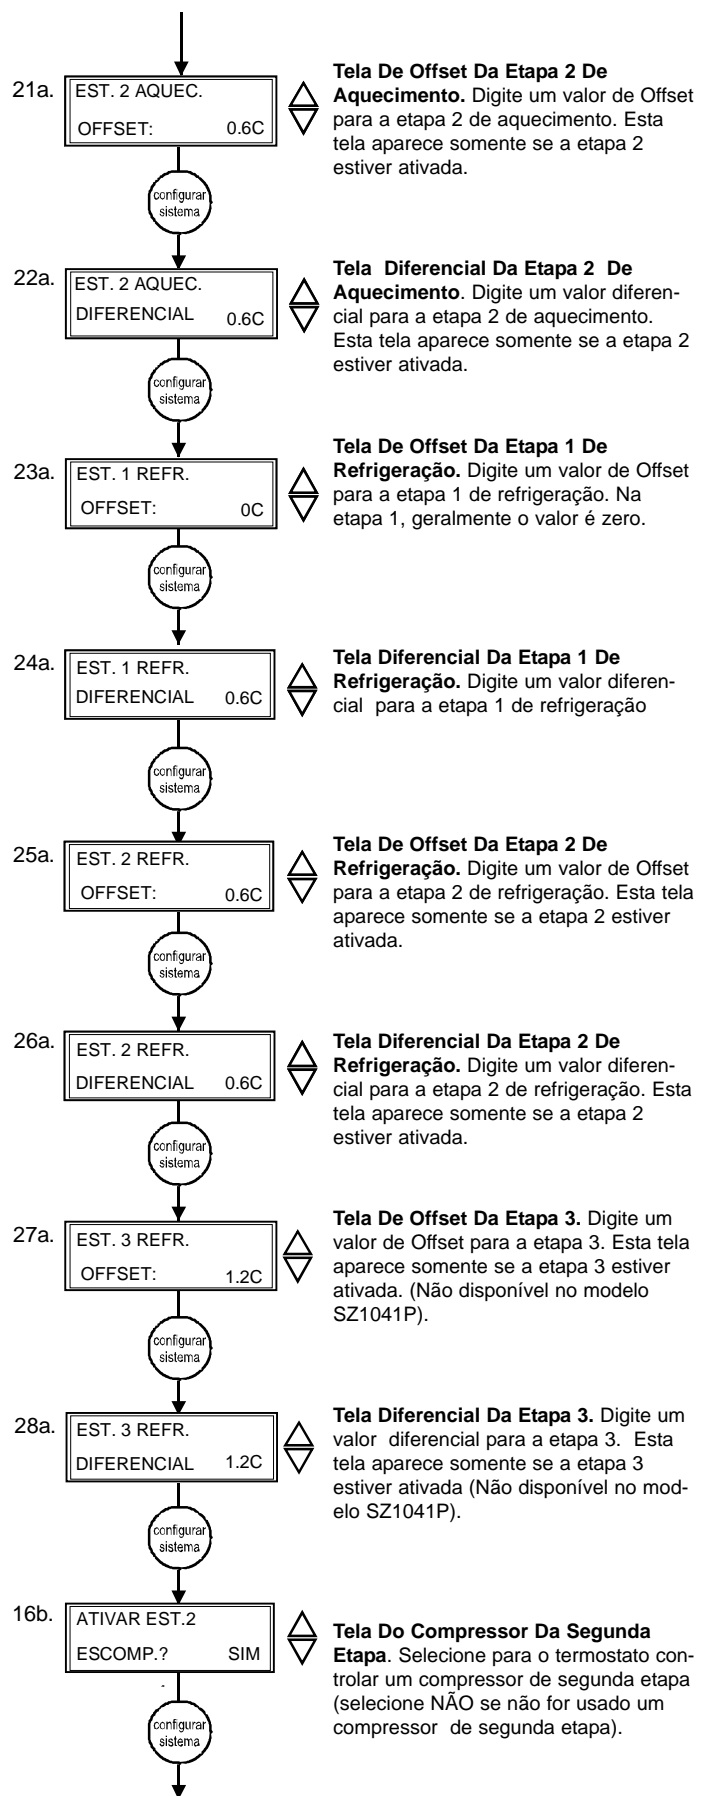 21a.
EST. 2 AQUEC.
OFFSET: 0.6C
Tela De Offset Da Etapa 2 De
Aquecimento. Digite um valor de Offset
para a etapa 2 de aquecimento. Esta
tela aparece somente se a etapa 2
estiver ativada.
configurar
sistema
22a.
EST. 2 AQUEC.
DIFERENCIAL 0.6C
Tela Diferencial Da Etapa 2 De
Aquecimento. Digite um valor diferen-
cial para a etapa 2 de aquecimento.
Esta tela aparece somente se a etapa 2
estiver ativada.
configurar
sistema
23a.
EST. 1 REFR.
OFFSET: 0C
Tela De Offset Da Etapa 1 De
Refrigeração. Digite um valor de Offset
para a etapa 1 de refrigeração. Na
etapa 1, geralmente o valor é zero.
configurar
sistema
24a.
EST. 1 REFR.
DIFERENCIAL 0.6C
Tela Diferencial Da Etapa 1 De
Refrigeração. Digite um valor diferen-
cial para a etapa 1 de refrigeração
configurar
sistema
25a.
EST. 2 REFR.
OFFSET: 0.6C
Tela De Offset Da Etapa 2 De
Refrigeração. Digite um valor de Offset
para a etapa 2 de refrigeração. Esta tela
aparece somente se a etapa 2 estiver
ativada.
configurar
sistema
26a.
EST. 2 REFR.
DIFERENCIAL 0.6C
Tela Diferencial Da Etapa 2 De
Refrigeração. Digite um valor diferen-
cial para a etapa 2 de refrigeração. Esta
tela aparece somente se a etapa 2
estiver ativada.
configurar
sistema
27a.
EST. 3 REFR.
OFFSET: 1.2C
Tela De Offset Da Etapa 3. Digite um
valor de Offset para a etapa 3. Esta tela
aparece somente se a etapa 3 estiver
ativada. (Não disponível no modelo
SZ1041P).
configurar
sistema
28a.
EST. 3 REFR.
DIFERENCIAL 1.2C
Tela Diferencial Da Etapa 3. Digite um
valor diferencial para a etapa 3. Esta
tela aparece somente se a etapa 3
estiver ativada (Não disponível no mod-
elo SZ1041P).
configurar
sistema
16b.
ATIVAR EST.2
ESCOMP.? SIM
Tela Do Compressor Da Segunda
Etapa. Selecione para o termostato con-
trolar um compressor de segunda etapa
(selecione NÃO se não for usado um
compressor de segunda etapa).
configurar
sistema